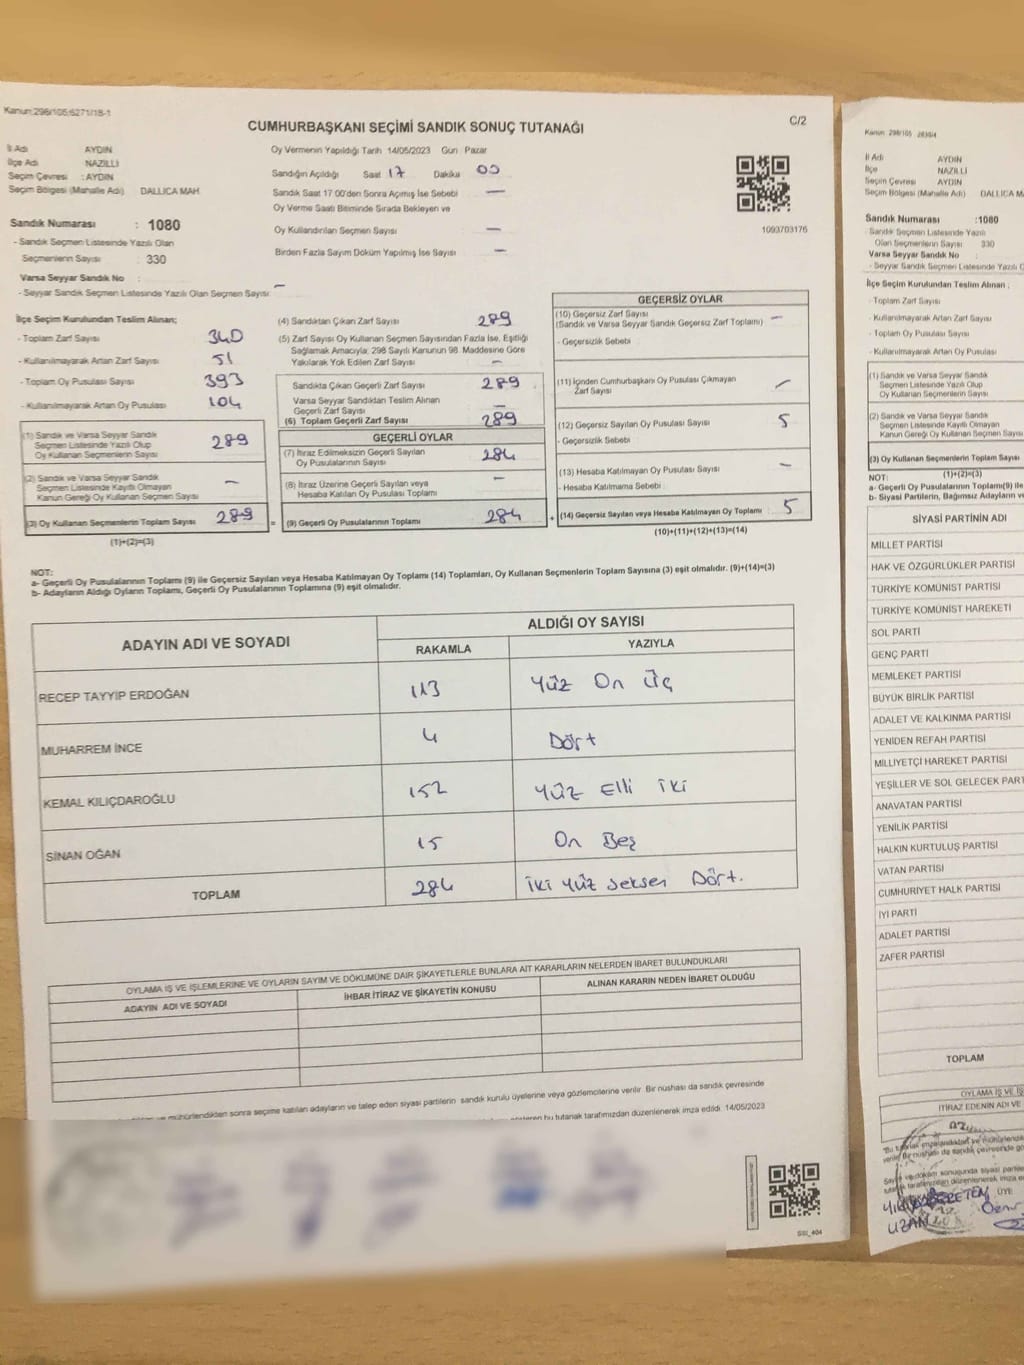 Kanun:298/105;6271/18-1
CUMHURBAŞKANI SEÇİMİ SANDIK SONUÇ TUTANAĞI
C/2
İl Adı AYDIN
İlçe Adı NAZİLLİ
Seçim Çevresi : AYDIN
Seçim Bölgesi (Mahalle Adı) DALLICA MAH.
Oy Vermenin Yapıldığı Tarih 14/05/2023 Gün Pazar
Sandığın Açıldığı Saat 17 Dakika 00
Sandık Saat 17 00'den Sonra Açılmış İse Sebebi —
Oy Verme Saati Bitiminde Sırada Bekleyen ve
Oy Kullandırılan Seçmen Sayısı —
Birden Fazla Sayım Döküm Yapılmış İse Sayısı —
1093703176
Sandık Numarası : 1080
- Sandık Seçmen Listesinde Yazılı Olan
Seçmenlerin Sayısı : 330
Varsa Seyyar Sandık No :
- Seyyar Sandık Seçmen Listesinde Yazılı Olan Seçmen Sayısı: —
İlçe Seçim Kurulundan Teslim Alınan;
- Toplam Zarf Sayısı 340
- Kullanılmayarak Artan Zarf Sayısı 51
- Toplam Oy Pusulası Sayısı 393
- Kullanılmayarak Artan Oy Pusulası 104
(1) Sandık ve Varsa Seyyar Sandık
Seçmen Listesinde Yazılı Olup
Oy Kullanan Seçmenlerin Sayısı 289
(2) Sandık ve Varsa Seyyar Sandık
Seçmen Listesinde Kayıtlı Olmayan
Kanun Gereği Oy Kullanan Seçmen Sayısı —
(3) Oy Kullanan Seçmenlerin Toplam Sayısı 289 =
(1)+(2)=(3)
(4) Sandıktan Çıkan Zarf Sayısı 289
(5) Zarf Sayısı Oy Kullanan Seçmen Sayısından Fazla İse, Eşitliği
Sağlamak Amacıyla; 298 Sayılı Kanunun 98. Maddesine Göre
Yakılarak Yok Edilen Zarf Sayısı —
Sandıkta Çıkan Geçerli Zarf Sayısı 289
Varsa Seyyar Sandıktan Teslim Alınan
Geçerli Zarf Sayısı —
(6) Toplam Geçerli Zarf Sayısı 289
GEÇERLİ OYLAR
(7) İtiraz Edilmeksizin Geçerli Sayılan
Oy Pusulalarının Sayısı 284
(8) İtiraz Üzerine Geçerli Sayılan veya
Hesaba Katılan Oy Pusulası Toplamı —
(9) Geçerli Oy Pusulalarının Toplamı 284 +
GEÇERSİZ OYLAR
(10) Geçersiz Zarf Sayısı
(Sandık ve Varsa Seyyar Sandık Geçersiz Zarf Toplamı) —
- Geçersizlik Sebebi :
(11) İçinden Cumhurbaşkanı Oy Pusulası Çıkmayan
Zarf Sayısı —
(12) Geçersiz Sayılan Oy Pusulası Sayısı 5
- Geçersizlik Sebebi :
(13) Hesaba Katılmayan Oy Pusulası Sayısı —
- Hesaba Katılmama Sebebi :
(14) Geçersiz Sayılan veya Hesaba Katılmayan Oy Toplamı : 5
(10)+(11)+(12)+(13)=(14)
NOT:
a- Geçerli Oy Pusulalarının Toplamı (9) ile Geçersiz Sayılan veya Hesaba Katılmayan Oy Toplamı (14) Toplamları, Oy Kullanan Seçmenlerin Toplam Sayısına (3) eşit olmalıdır. (9)+(14)=(3)
b- Adayların Aldığı Oyların Toplamı, Geçerli Oy Pusulalarının Toplamına (9) eşit olmalıdır.
ADAYIN ADI VE SOYADI
ALDIĞI OY SAYISI
RAKAMLA YAZIYLA
RECEP TAYYİP ERDOĞAN 113 Yüz On Üç
MUHARREM İNCE 4 Dört
KEMAL KILIÇDAROĞLU 152 Yüz Elli İki
SİNAN OĞAN 15 On Beş
TOPLAM 284 İki Yüz Seksen Dört.
OYLAMA İŞ VE İŞLEMLERİNE VE OYLARIN SAYIM VE DÖKÜMÜNE DAİR ŞİKAYETLERLE BUNLARA AİT KARARLARIN NELERDEN İBARET BULUNDUKLARI
ADAYIN ADI VE SOYADI İHBAR İTİRAZ VE ŞİKAYETİN KONUSU ALINAN KARARIN NEDEN İBARET OLDUĞU
ve mühürlendikten sonra seçime katılan adayların ve talep eden siyasi partilerin sandık kurulu üyelerine veya gözlemcilerine verilir. Bir nüshası da sandık çevresinde
bu tutanak tarafımızdan düzenlenerek imza edildi. 14/05/2023
SSİ_404
Kanun: 298/105 2839/4
İl Adı AYDIN
İlçe NAZİLLİ
Seçim Çevresi AYDIN
Seçim Bölgesi (Mahalle Adı) DALLICA M
Sandık Numarası :1080
- Sandık Seçmen Listesinde Yazılı
Olan Seçmenlerin Sayısı 330
Varsa Seyyar Sandık No :
- Seyyar Sandık Seçmen Listesinde Yazılı O
İlçe Seçim Kurulundan Teslim Alınan ;
- Toplam Zarf Sayısı
- Kullanılmayarak Artan Zarf Sayısı
- Toplam Oy Pusulası Sayısı
- Kullanılmayarak Artan Oy Pusulası
(1) Sandık ve Varsa Seyyar Sandık
Seçmen Listesinde Yazılı Olup
Oy Kullanan Seçmenlerin Sayısı
(2) Sandık ve Varsa Seyyar Sandık
Seçmen Listesinde Kayıtlı Olmayan
Kanun Gereği Oy Kullanan Seçmen Sayısı
(3) Oy Kullanan Seçmenlerin Toplam Sayısı
(1)+(2)=(3)
NOT:
a- Geçerli Oy Pusulalarının Toplamı(9) ile
b- Siyasi Partilerin, Bağımsız Adayların ve
SİYASİ PARTİNİN ADI
MİLLET PARTİSİ
HAK VE ÖZGÜRLÜKLER PARTİSİ
TÜRKİYE KOMÜNİST PARTİSİ
TÜRKİYE KOMÜNİST HAREKETİ
SOL PARTİ
GENÇ PARTİ
MEMLEKET PARTİSİ
BÜYÜK BİRLİK PARTİSİ
ADALET VE KALKINMA PARTİSİ
YENİDEN REFAH PARTİSİ
MİLLİYETÇİ HAREKET PARTİSİ
YEŞİLLER VE SOL GELECEK PART
ANAVATAN PARTİSİ
YENİLİK PARTİSİ
HALKIN KURTULUŞ PARTİSİ
VATAN PARTİSİ
CUMHURİYET HALK PARTİSİ
İYİ PARTİ
ADALET PARTİSİ
ZAFER PARTİSİ
TOPLAM
OYLAMA İŞ VE İŞ
İTİRAZ EDENİN ADI VE